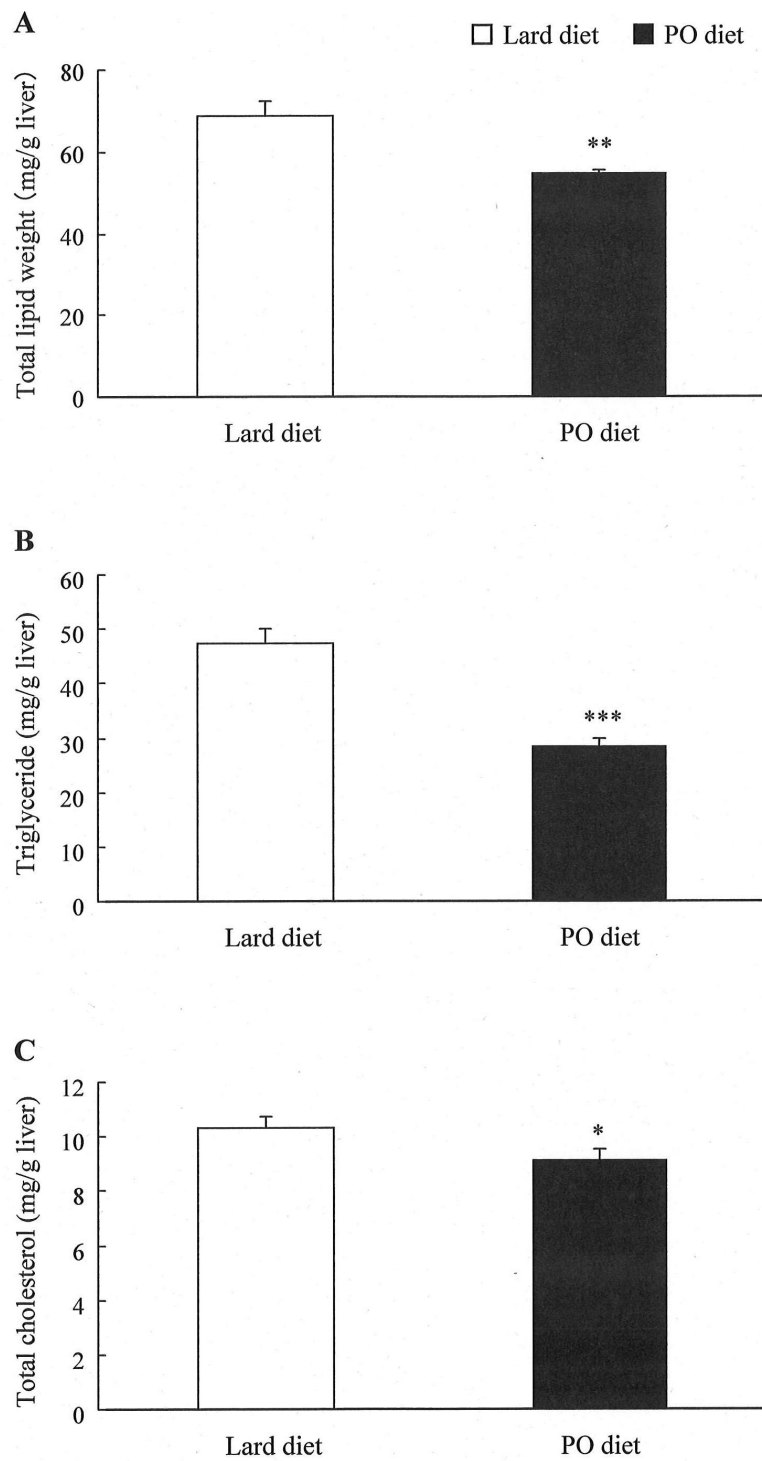 A
Lard diet PO diet
Total lipid weight (mg/g liver)
80
60
40
20
0
**
Lard diet PO diet
B
Triglyceride (mg/g liver)
60
50
40
30
20
10
0
***
Lard diet PO diet
C
Total cholesterol (mg/g liver)
12
10
8
6
4
2
0
*
Lard diet PO diet